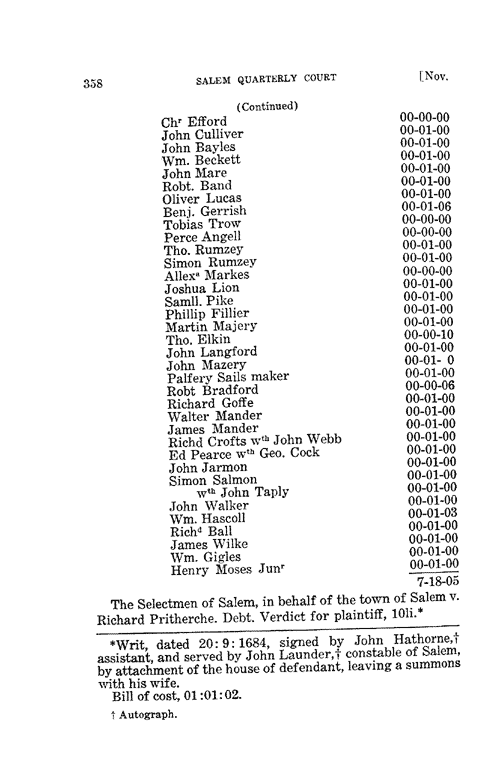 358 SALEM QUARTERLY COURT [Nov.
(Continued)
Chʳ Efford 00-00-00
John Culliver 00-01-00
John Bayles 00-01-00
Wm. Beckett 00-01-00
John Mare 00-01-00
Robt. Band 00-01-00
Oliver Lucas 00-01-00
Benj. Gerrish 00-01-06
Tobias Trow 00-00-00
Perce Angell 00-00-00
Tho. Rumzey 00-01-00
Simon Rumzey 00-01-00
Allexᵃ Markes 00-00-00
Joshua Lion 00-01-00
Samll. Pike 00-01-00
Phillip Fillier 00-01-00
Martin Majery 00-01-00
Tho. Elkin 00-00-10
John Langford 00-01-00
John Mazery 00-01- 0
Palfery Sails maker 00-01-00
Robt Bradford 00-00-06
Richard Goffe 00-01-00
Walter Mander 00-01-00
James Mander 00-01-00
Richd Crofts wᵗʰ John Webb 00-01-00
Ed Pearce wᵗʰ Geo. Cock 00-01-00
John Jarmon 00-01-00
Simon Salmon 00-01-00
wᵗʰ John Taply 00-01-00
John Walker 00-01-00
Wm. Hascoll 00-01-03
Richᵈ Ball 00-01-00
James Wilke 00-01-00
Wm. Gigles 00-01-00
Henry Moses Junʳ 00-01-00
7-18-05
The Selectmen of Salem, in behalf of the town of Salem v.
Richard Pritherche. Debt. Verdict for plaintiff, 10li.*
*Writ, dated 20:9:1684, signed by John Hathorne,†
assistant, and served by John Launder,† constable of Salem,
by attachment of the house of defendant, leaving a summons
with his wife.
Bill of cost, 01:01:02.
† Autograph.